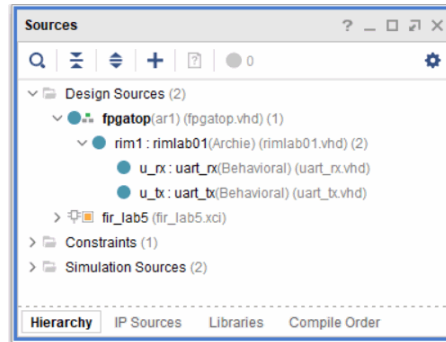 Sources
0
Design Sources (2)
fpgatop(ar1) (fpgatop.vhd) (1)
rim1 : rimlab01(Archie) (rimlab01.vhd) (2)
u_rx : uart_rx(Behavioral) (uart_rx.vhd)
u_tx : uart_tx(Behavioral) (uart_tx.vhd)
fir_lab5 (fir_lab5.xci)
Constraints (1)
Simulation Sources (2)
Hierarchy IP Sources Libraries Compile Order